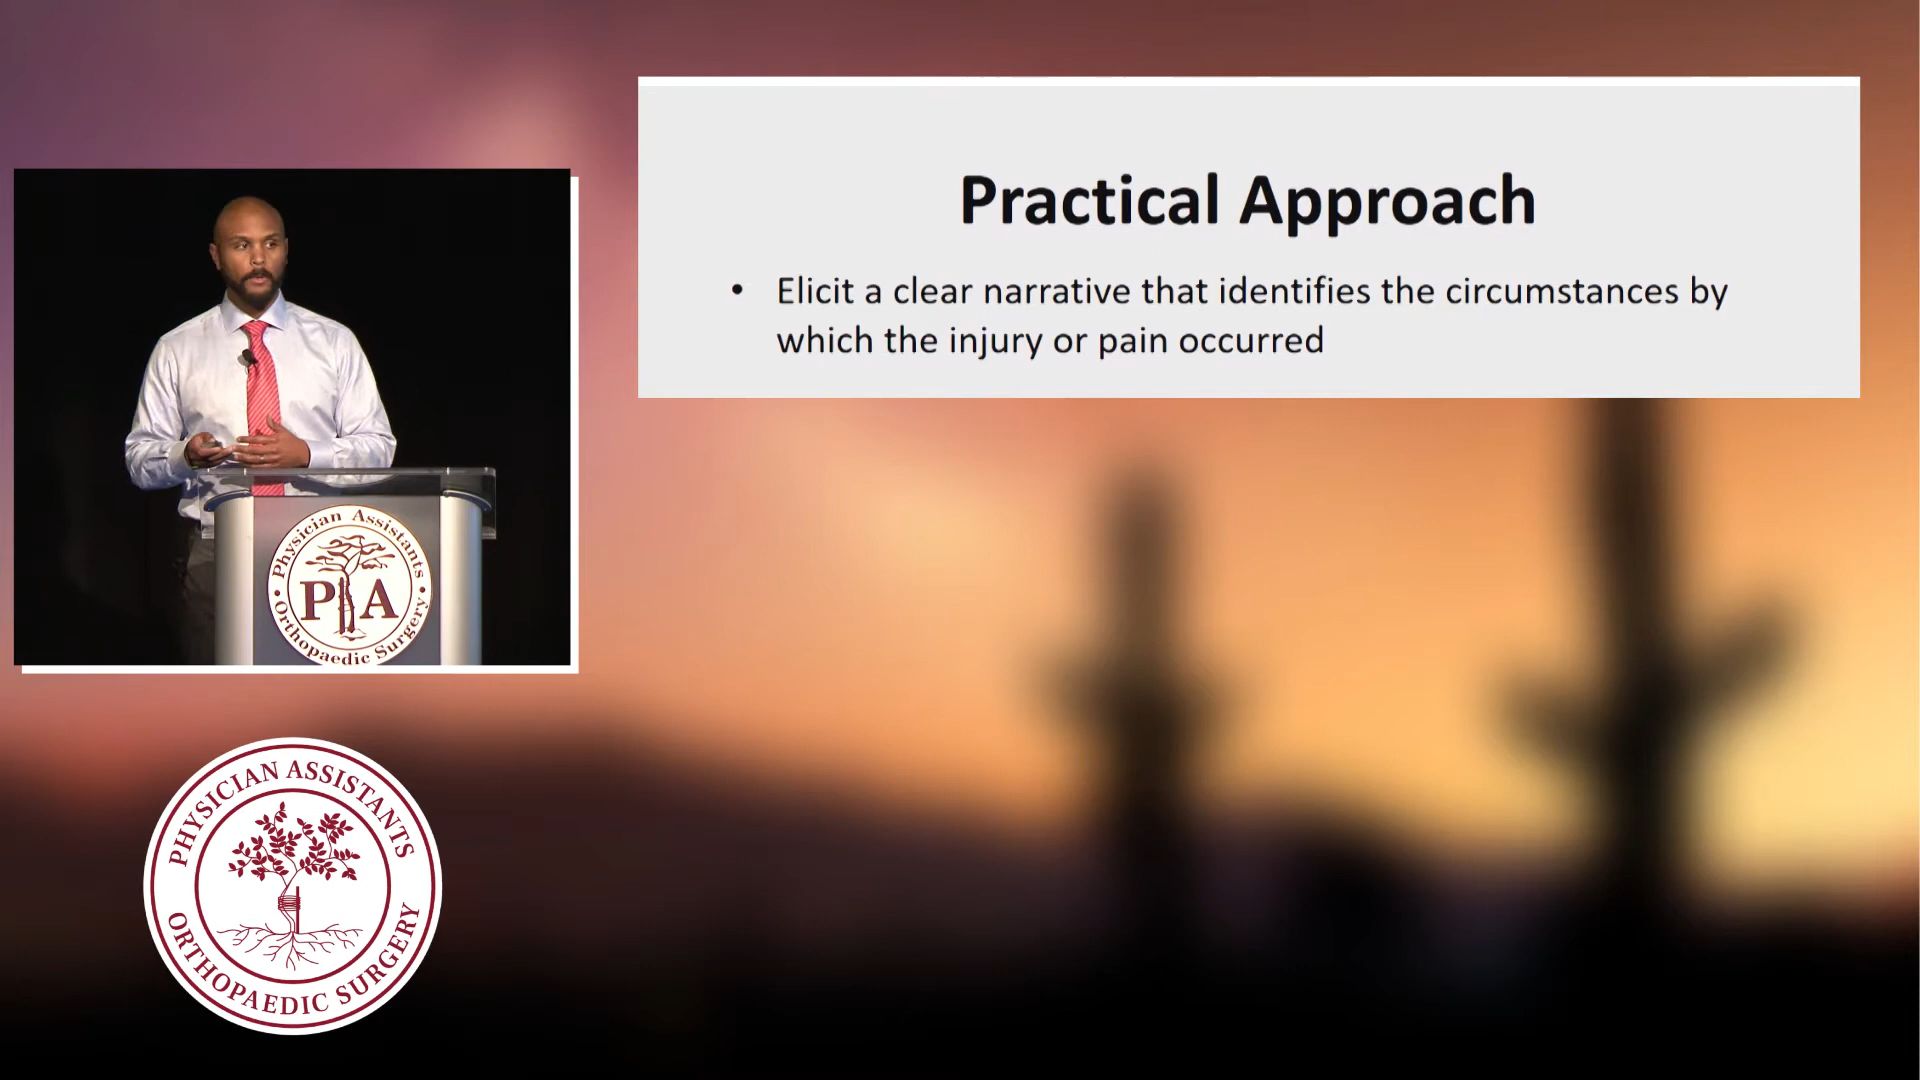 Practical Approach
• Elicit a clear narrative that identifies the circumstances by
which the injury or pain occurred
Physician Assistants
P A
Orthopaedic Surgery
PHYSICIAN ASSISTANTS
ORTHOPAEDIC SURGERY